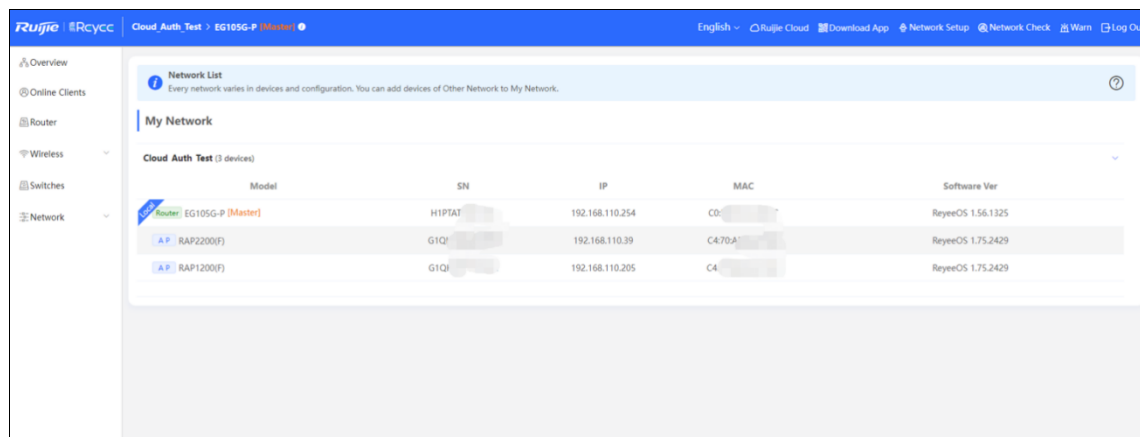 Ruijie | Rcycc Cloud_Auth_Test > EG105G-P [Master] English Ruijie Cloud Download App Network Setup Network Check Warn Log Ou
Overview
Online Clients
Router
Wireless
Switches
Network
Network List
Every network varies in devices and configuration. You can add devices of Other Network to My Network.
My Network
Cloud Auth Test (3 devices)
Model SN IP MAC Software Ver
Local Router EG105G-P [Master] H1PTAT 192.168.110.254 C0: ReyeeOS 1.56.1325
AP RAP2200(F) G1Q 192.168.110.39 C4:70:A ReyeeOS 1.75.2429
AP RAP1200(F) G1Q 192.168.110.205 C4 ReyeeOS 1.75.2429